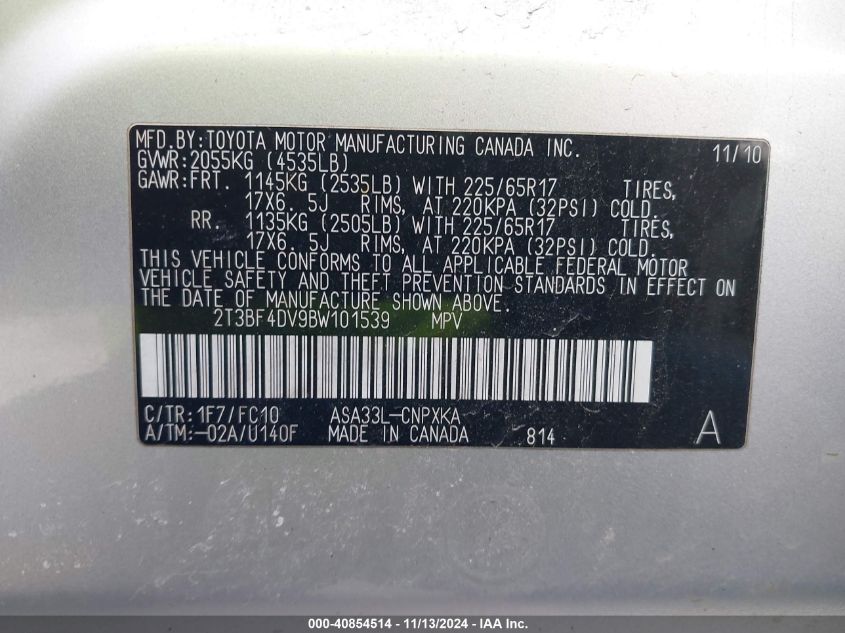 MFD.BY:TOYOTA MOTOR MANUFACTURING CANADA INC. 11/10
GVWR:2055KG (4535LB)
GAWR:FRT. 1145KG (2535LB) WITH 225/65R17 TIRES,
17X6.5J RIMS, AT 220KPA (32PSI) COLD.
RR. 1135KG (2505LB) WITH 225/65R17 TIRES,
17X6.5J RIMS, AT 220KPA (32PSI) COLD.
THIS VEHICLE CONFORMS TO ALL APPLICABLE FEDERAL MOTOR
VEHICLE SAFETY AND THEFT PREVENTION STANDARDS IN EFFECT ON
THE DATE OF MANUFACTURE SHOWN ABOVE.
2T3BF4DV9BW101539 MPV
C/TR:1F7/FC10 ASA33L-CNPXKA
A/TM:-02A/U140F MADE IN CANADA 814 A
000-40854514 - 11/13/2024 - IAA Inc.